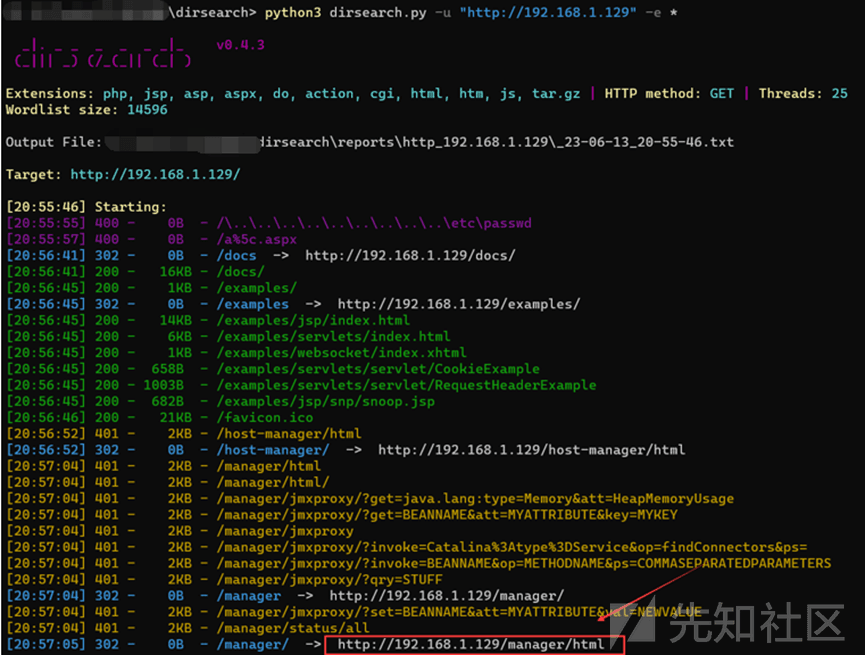 \dirsearch> python3 dirsearch.py -u "http://192.168.1.129" -e *
v0.4.3
Extensions: php, jsp, asp, aspx, do, action, cgi, html, htm, js, tar.gz | HTTP method: GET | Threads: 25
Wordlist size: 14596
Output File: dirsearch\reports\http_192.168.1.129\_23-06-13_20-55-46.txt
Target: http://192.168.1.129/
[20:55:46] Starting:
[20:55:55] 400 -    0B  - /\..\..\..\..\..\..\..\..\..\etc\passwd
[20:55:57] 400 -    0B  - /a%5c.aspx
[20:56:41] 302 -    0B  - /docs  ->  http://192.168.1.129/docs/
[20:56:41] 200 -   16KB - /docs/
[20:56:45] 200 -    1KB - /examples/
[20:56:45] 302 -    0B  - /examples  ->  http://192.168.1.129/examples/
[20:56:45] 200 -   14KB - /examples/jsp/index.html
[20:56:45] 200 -    6KB - /examples/servlets/index.html
[20:56:45] 200 -    1KB - /examples/websocket/index.xhtml
[20:56:45] 200 -  658B  - /examples/servlets/servlet/CookieExample
[20:56:45] 200 - 1003B  - /examples/servlets/servlet/RequestHeaderExample
[20:56:45] 200 -  682B  - /examples/jsp/snp/snoop.jsp
[20:56:46] 200 -   21KB - /favicon.ico
[20:56:52] 401 -    2KB - /host-manager/html
[20:56:52] 302 -    0B  - /host-manager/  ->  http://192.168.1.129/host-manager/html
[20:57:04] 401 -    2KB - /manager/html
[20:57:04] 401 -    2KB - /manager/html/
[20:57:04] 401 -    2KB - /manager/jmxproxy/?get=java.lang:type=Memory&att=HeapMemoryUsage
[20:57:04] 401 -    2KB - /manager/jmxproxy/?get=BEANNAME&att=MYATTRIBUTE&key=MYKEY
[20:57:04] 401 -    2KB - /manager/jmxproxy
[20:57:04] 401 -    2KB - /manager/jmxproxy/?invoke=Catalina%3Atype%3DService&op=findConnectors&ps=
[20:57:04] 401 -    2KB - /manager/jmxproxy/?invoke=BEANNAME&op=METHODNAME&ps=COMMASEPARATEDPARAMETERS
[20:57:04] 401 -    2KB - /manager/jmxproxy/?qry=STUFF
[20:57:04] 302 -    0B  - /manager  ->  http://192.168.1.129/manager/
[20:57:04] 401 -    2KB - /manager/jmxproxy/?set=BEANNAME&att=MYATTRIBUTE&val=NEWVALUE
[20:57:04] 401 -    2KB - /manager/status/all
[20:57:05] 302 -    0B  - /manager/  ->  http://192.168.1.129/manager/html
先知社区